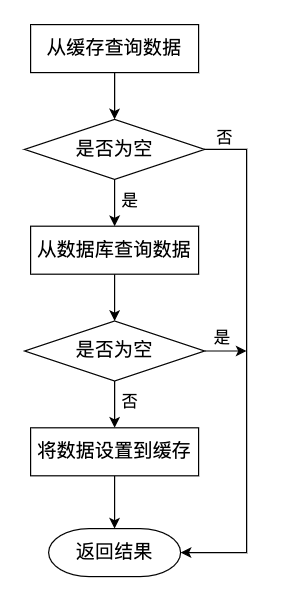 从缓存查询数据
是否为空
否
是
从数据库查询数据
是否为空
是
否
将数据设置到缓存
返回结果